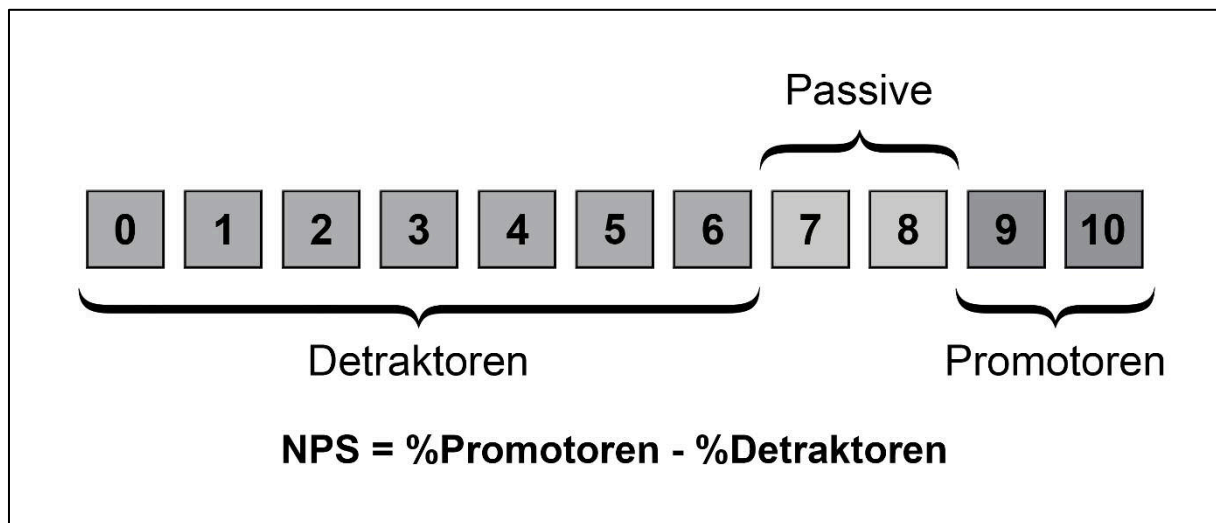 Passive
0 1 2 3 4 5 6 7 8 9 10
Detraktoren Promotoren
NPS = %Promotoren - %Detraktoren